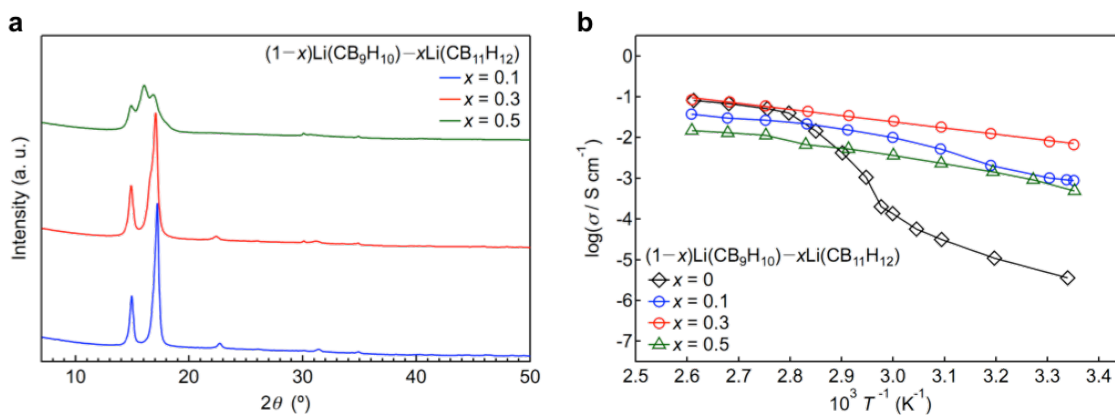 a
(1−x)Li(CB₉H₁₀)−xLi(CB₁₁H₁₂)
x = 0.1
x = 0.3
x = 0.5
Intensity (a. u.)
10 20 30 40 50
2θ (º)
b
0
-1
-2
-3
-4
-5
-6
-7
log(σ / S cm⁻¹)
(1−x)Li(CB₉H₁₀)−xLi(CB₁₁H₁₂)
x = 0
x = 0.1
x = 0.3
x = 0.5
2.5 2.6 2.7 2.8 2.9 3.0 3.1 3.2 3.3 3.4
10³ T⁻¹ (K⁻¹)